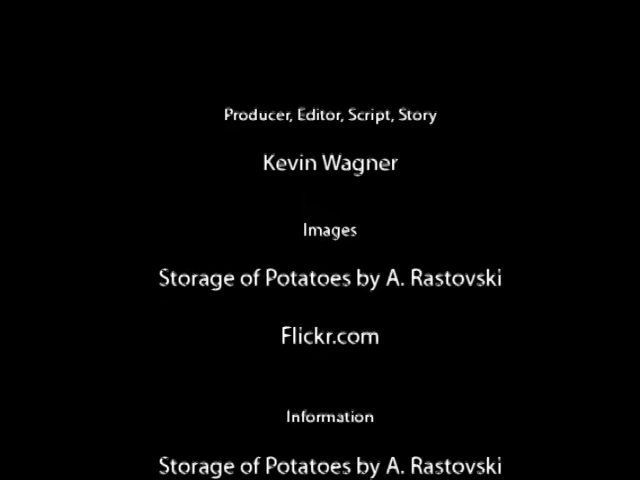 Producer, Editor, Script, Story
Kevin Wagner
Images
Storage of Potatoes by A. Rastovski
Flickr.com
Information
Storage of Potatoes by A. Rastovski